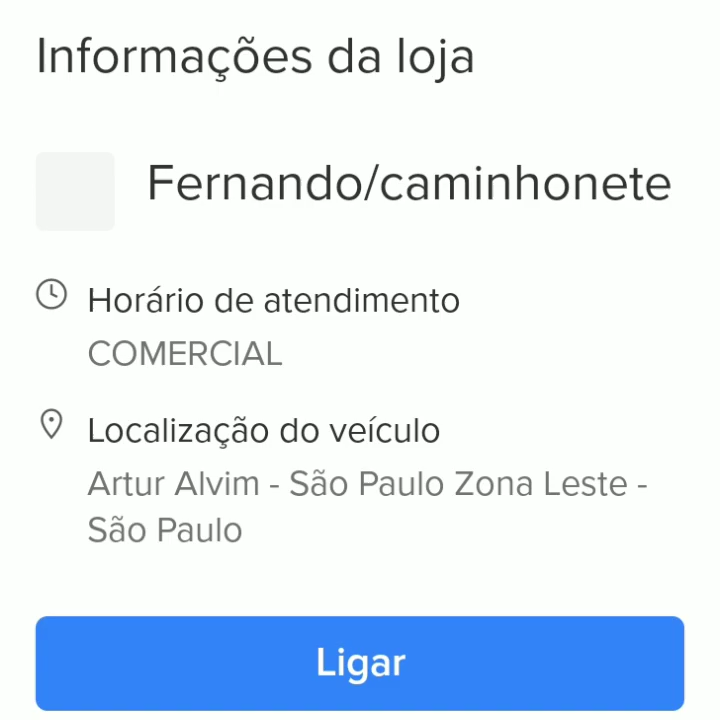 Informações da loja
Fernando/caminhonete
Horário de atendimento
COMERCIAL
Localização do veículo
Artur Alvim - São Paulo Zona Leste -
São Paulo
Ligar